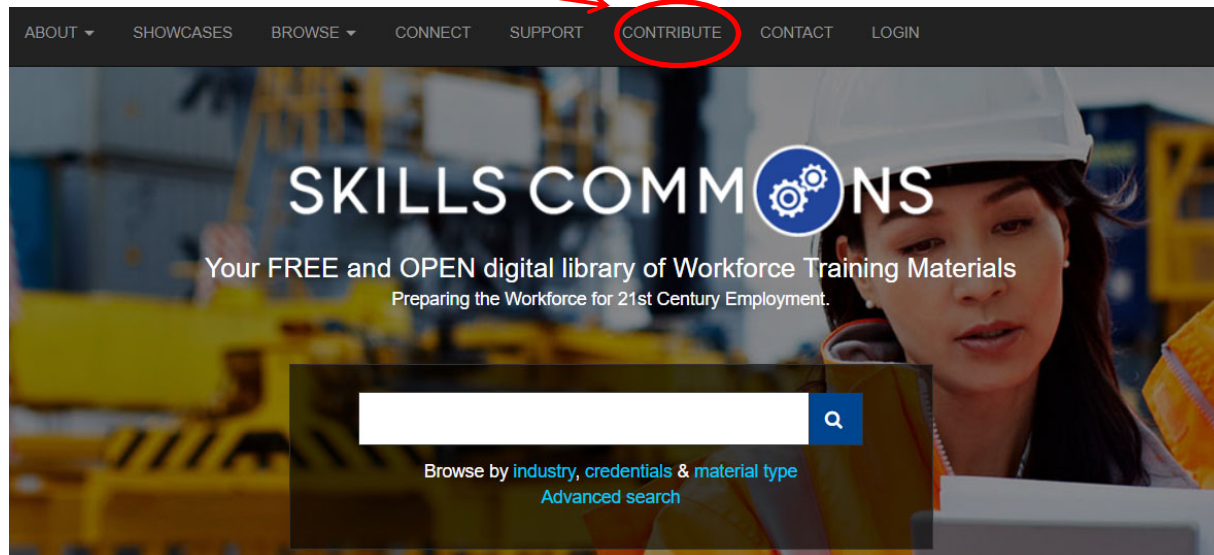 ABOUT SHOWCASES BROWSE CONNECT SUPPORT CONTRIBUTE CONTACT LOGIN
SKILLS COMMONS
Your FREE and OPEN digital library of Workforce Training Materials
Preparing the Workforce for 21st Century Employment.
Browse by industry, credentials & material type
Advanced search